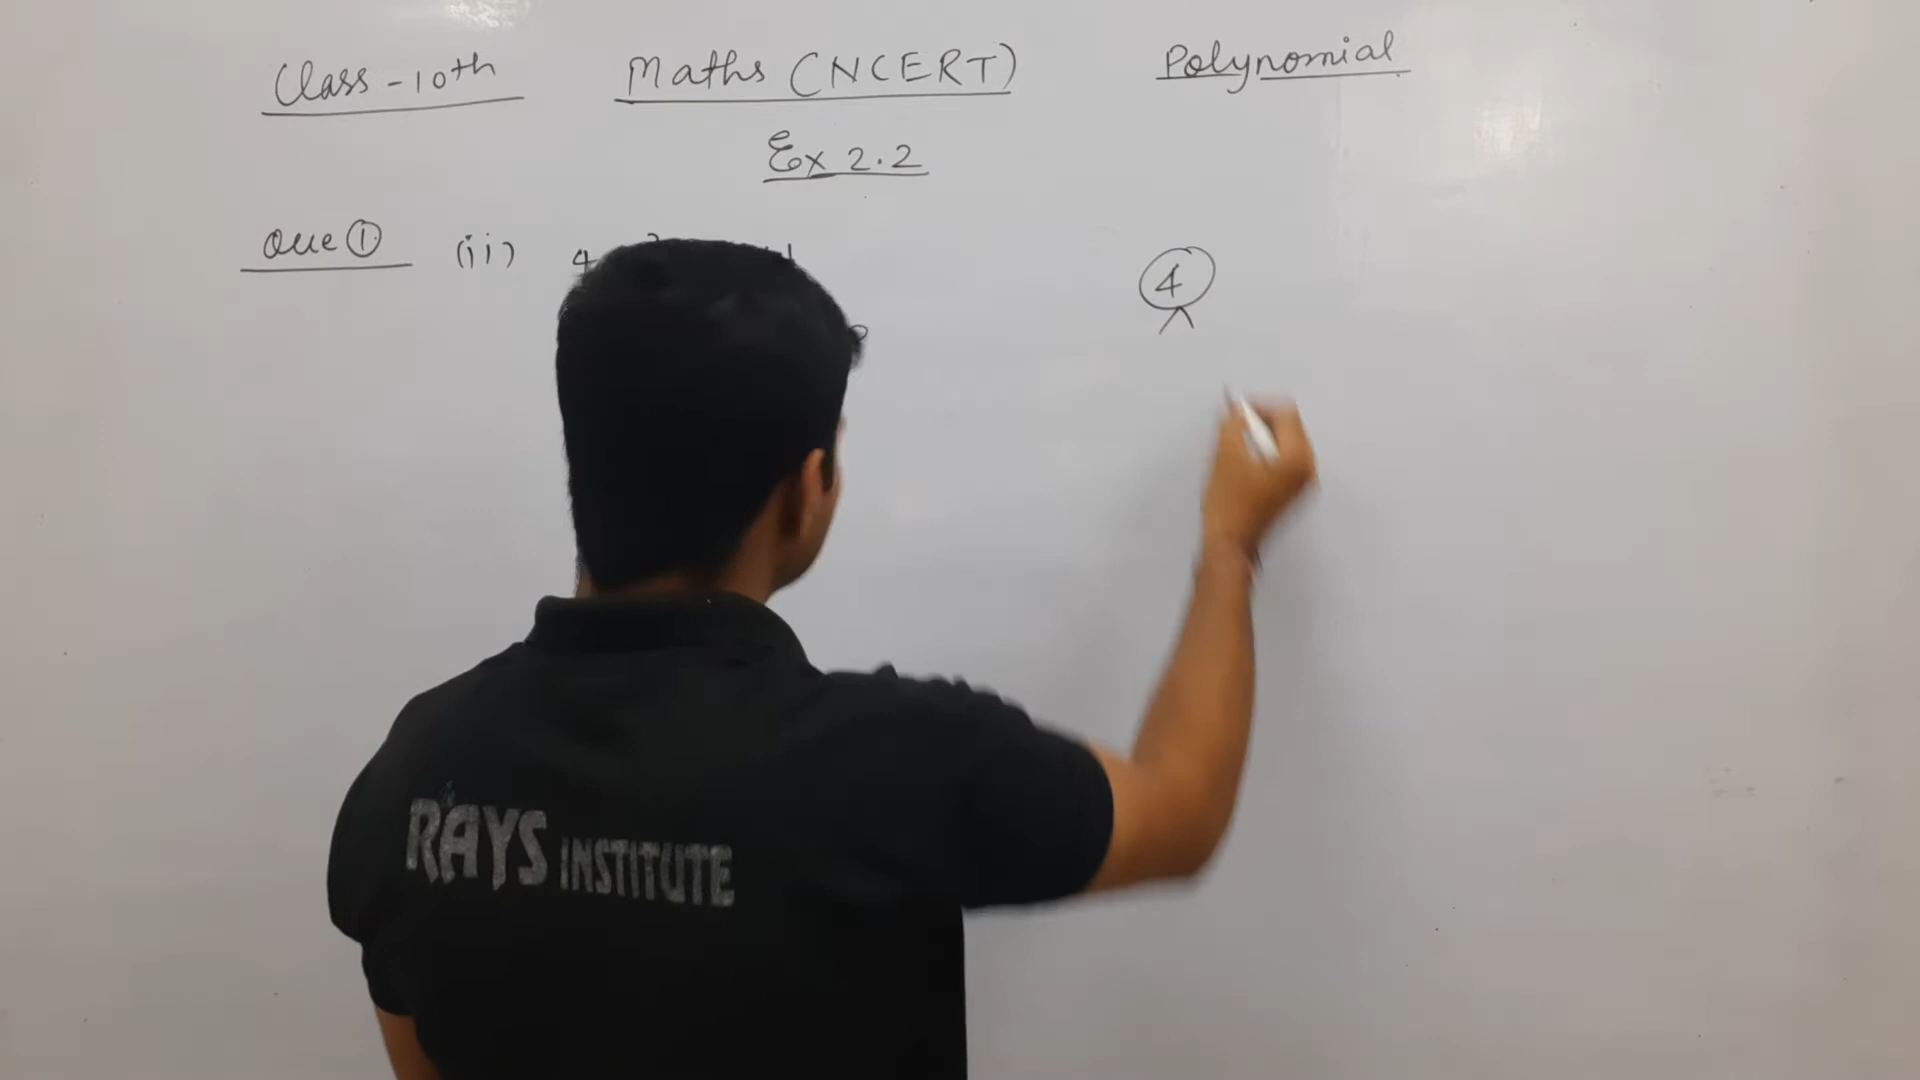 Class-10th Maths (NCERT) Polynomial
Ex 2.2
Que ① (ii) 4
④
RAYS INSTITUTE